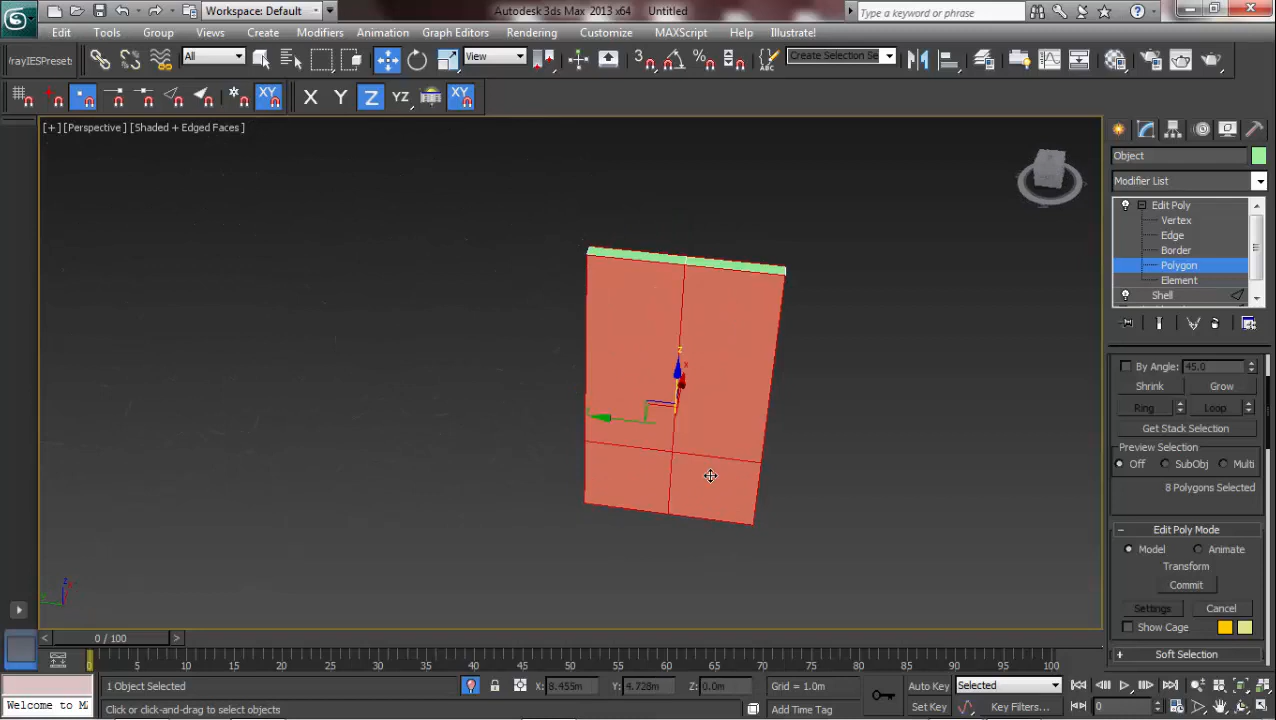 Workspace: Default
Autodesk 3ds Max 2013 x64 Untitled
Type a keyword or phrase
Edit Tools Group Views Create Modifiers Animation Graph Editors Rendering Customize MAXScript Help Illustrate!
rayIESPreset All View 3 Create Selection Se
X Y Z YZ XY
[+] [Perspective] [Shaded + Edged Faces]
Object
Modifier List
Edit Poly
Vertex
Edge
Border
Polygon
Element
Shell
By Angle: 45.0
Shrink Grow
Ring Loop
Get Stack Selection
Preview Selection
Off SubObj Multi
8 Polygons Selected
Edit Poly Mode
Model Animate
Transform
Commit
Settings Cancel
Show Cage
Soft Selection
z
x
< 0 / 100 >
0 5 10 15 20 25 30 35 40 45 50 55 60 65 70 75 80 85 90 95 100
1 Object Selected X: 8.455m Y: 4.728m Z: 0.0m Grid = 1.0m Auto Key Selected
Welcome to M Click or click-and-drag to select objects Add Time Tag Set Key Key Filters... 0